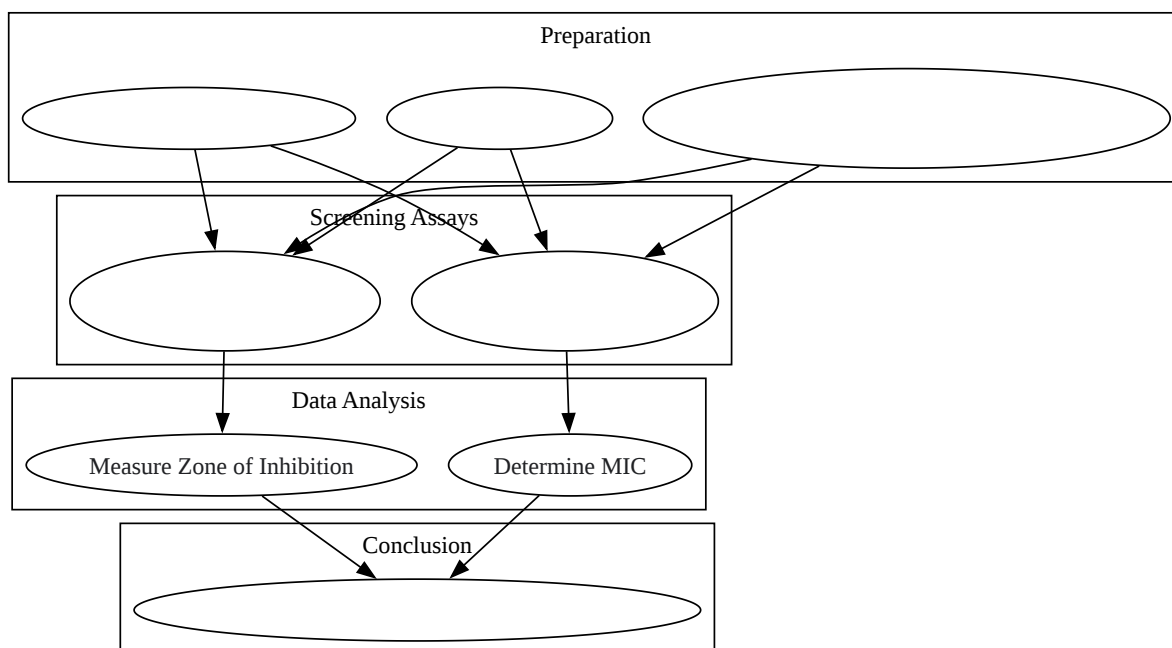 Preparation
Screening Assays
Data Analysis
Measure Zone of Inhibition
Determine MIC
Conclusion